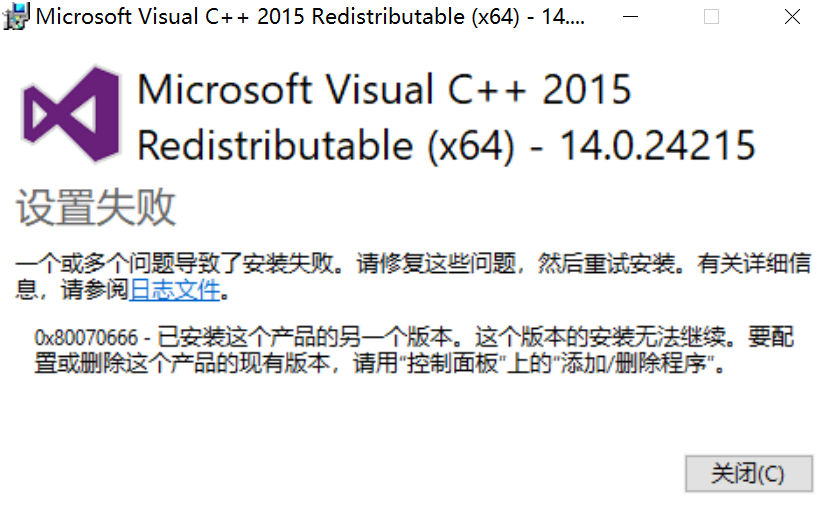 Microsoft Visual C++ 2015 Redistributable (x64) - 14....
Microsoft Visual C++ 2015
Redistributable (x64) - 14.0.24215
设置失败
一个或多个问题导致了安装失败。请修复这些问题，然后重试安装。有关详细信
息，请参阅日志文件。
0x80070666 - 已安装这个产品的另一个版本。这个版本的安装无法继续。要配
置或删除这个产品的现有版本，请用“控制面板”上的“添加/删除程序”。
关闭(C)